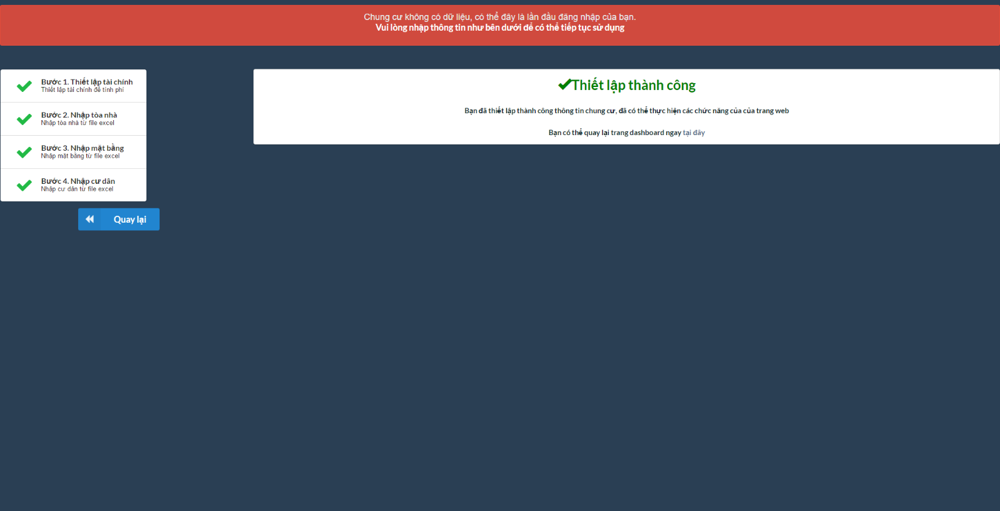 Chung cư không có dữ liệu, có thể đây là lần đầu đăng nhập của bạn.
Vui lòng nhập thông tin như bên dưới để có thể tiếp tục sử dụng
Bước 1. Thiết lập tài chính
Thiết lập tài chính để tính phí
Bước 2. Nhập tòa nhà
Nhập tòa nhà từ file excel
Bước 3. Nhập mặt bằng
Nhập mặt bằng từ file excel
Bước 4. Nhập cư dân
Nhập cư dân từ file excel
Quay lại
Thiết lập thành công
Bạn đã thiết lập thành công thông tin chung cư, đã có thể thực hiện các chức năng của của trang web
Bạn có thể quay lại trang dashboard ngay tại đây